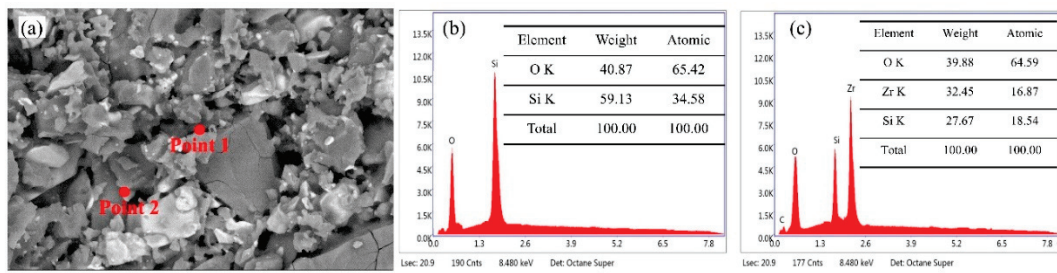 (a)
Point 1
Point 2
(b)
13.5K
12.0K
10.5K
9.0K
7.5K
6.0K
4.5K
3.0K
1.5K
0.0K
O
Si
Element Weight Atomic
O K 40.87 65.42
Si K 59.13 34.58
Total 100.00 100.00
0.0 1.3 2.6 3.9 5.2 6.5 7.8
Lsec: 20.9 190 Cnts 8.480 keV Det: Octane Super
(c)
13.5K
12.0K
10.5K
9.0K
7.5K
6.0K
4.5K
3.0K
1.5K
0.0K
C
O
Si
Zr
Element Weight Atomic
O K 39.88 64.59
Zr K 32.45 16.87
Si K 27.67 18.54
Total 100.00 100.00
0.0 1.3 2.6 3.9 5.2 6.5 7.8
Lsec: 20.9 177 Cnts 8.480 keV Det: Octane Super